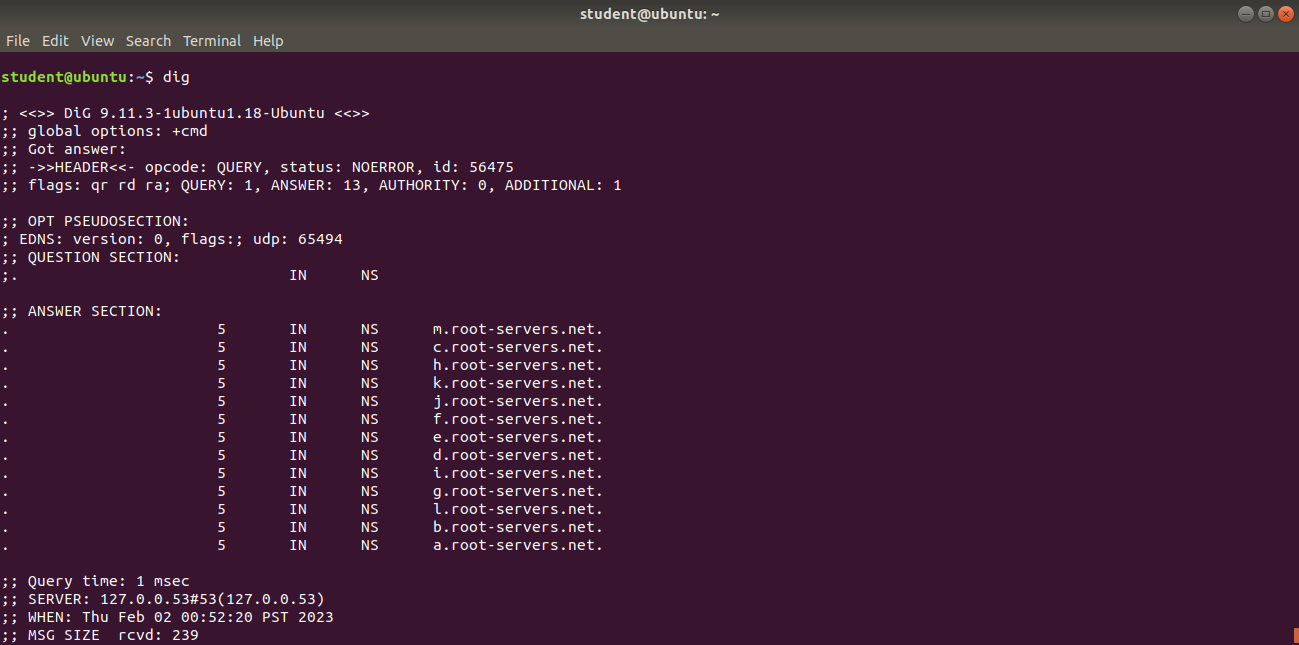 student@ubuntu: ~
File Edit View Search Terminal Help
student@ubuntu:~$ dig
; <<>> DiG 9.11.3-1ubuntu1.18-Ubuntu <<>>
;; global options: +cmd
;; Got answer:
;; ->>HEADER<<- opcode: QUERY, status: NOERROR, id: 56475
;; flags: qr rd ra; QUERY: 1, ANSWER: 13, AUTHORITY: 0, ADDITIONAL: 1
;; OPT PSEUDOSECTION:
; EDNS: version: 0, flags:; udp: 65494
;; QUESTION SECTION:
;. IN NS
;; ANSWER SECTION:
. 5 IN NS m.root-servers.net.
. 5 IN NS c.root-servers.net.
. 5 IN NS h.root-servers.net.
. 5 IN NS k.root-servers.net.
. 5 IN NS j.root-servers.net.
. 5 IN NS f.root-servers.net.
. 5 IN NS e.root-servers.net.
. 5 IN NS d.root-servers.net.
. 5 IN NS i.root-servers.net.
. 5 IN NS g.root-servers.net.
. 5 IN NS l.root-servers.net.
. 5 IN NS b.root-servers.net.
. 5 IN NS a.root-servers.net.
;; Query time: 1 msec
;; SERVER: 127.0.0.53#53(127.0.0.53)
;; WHEN: Thu Feb 02 00:52:20 PST 2023
;; MSG SIZE rcvd: 239